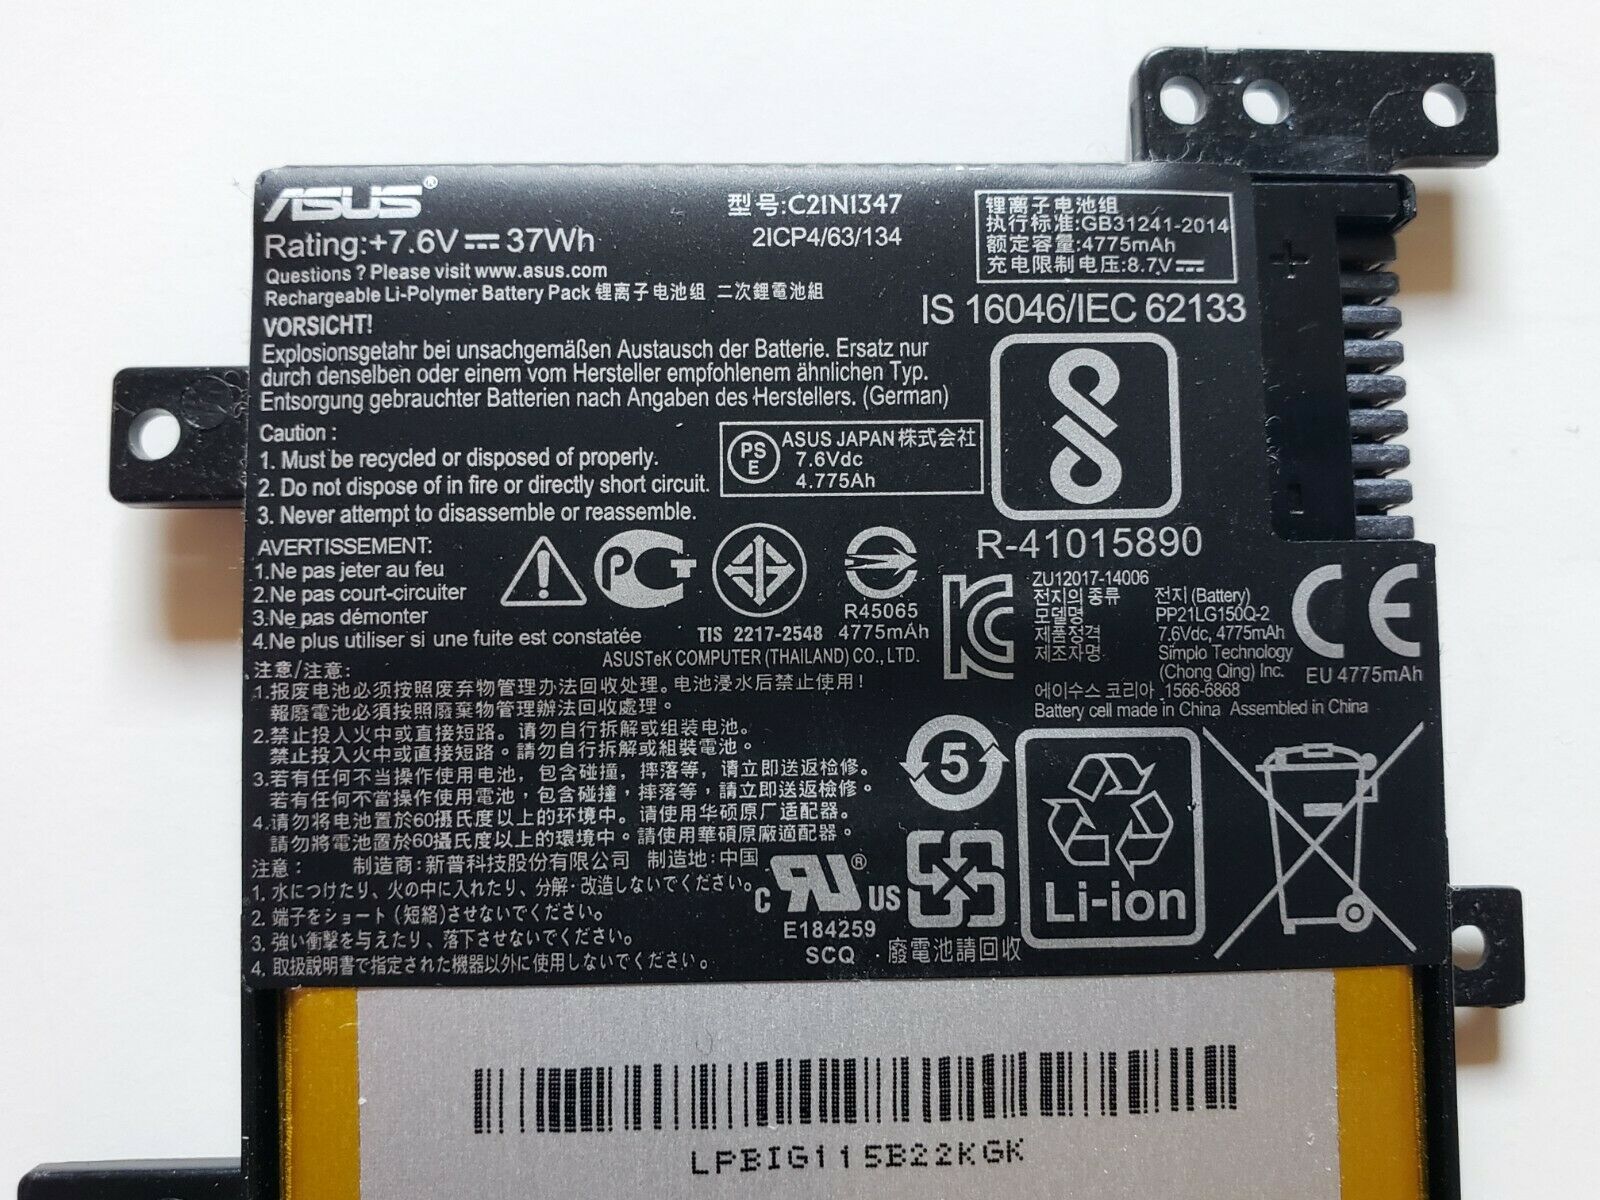 ASUS®
Rating:+7.6V⎓37Wh
Questions ? Please visit www.asus.com
Rechargeable Li-Polymer Battery Pack 锂离子电池组 二次鋰電池組
型号:C21N1347
2ICP4/63/134
锂离子电池组
执行标准:GB31241-2014
额定容量:4775mAh
充电限制电压:8.7V⎓
IS 16046/IEC 62133
VORSICHT!
Explosionsgetahr bei unsachgemäßen Austausch der Batterie. Ersatz nur
durch denselben oder einem vom Hersteller empfohlenem ähnlichen Typ.
Entsorgung gebrauchter Batterien nach Angaben des Herstellers. (German)
Caution :
1. Must be recycled or disposed of properly.
2. Do not dispose of in fire or directly short circuit.
3. Never attempt to disassemble or reassemble.
PS
E
ASUS JAPAN株式会社
7.6Vdc
4.775Ah
R-41015890
+
-
AVERTISSEMENT:
1.Ne pas jeter au feu
2.Ne pas court-circuiter
3.Ne pas démonter
4.Ne plus utiliser si une fuite est constatée
TIS 2217-2548
R45065
4775mAh
ASUSTeK COMPUTER (THAILAND) CO., LTD.
ZU12017-14006
전지의 종류 전지 (Battery)
모델명 PP21LG150Q-2
제품정격 7.6Vdc, 4775mAh
제조자명 Simplo Technology
(Chong Qing) Inc.
에이수스 코리아 1566-6868
Battery cell made in China Assembled in China
CE
EU 4775mAh
注意/注意:
1.报废电池必须按照废弃物管理办法回收处理。电池浸水后禁止使用!
報廢電池必須按照廢棄物管理辦法回收處理。
2.禁止投入火中或直接短路。请勿自行拆解或组装电池。
禁止投入火中或直接短路。請勿自行拆解或組裝電池。
3.若有任何不当操作使用电池，包含碰撞，摔落等，请立即送返检修。
若有任何不當操作使用電池，包含碰撞，摔落等，請立即送返檢修。
4.请勿将电池置於60摄氏度以上的环境中。请使用华硕原厂适配器。
請勿將電池置於60攝氏度以上的環境中。請使用華碩原廠適配器。
注意： 制造商:新普科技股份有限公司 制造地:中国
1. 水につけたり、火の中に入れたり、分解·改造しないでください。
2. 端子をショート（短絡）させないでください。
3. 強い衝撃を与えたり、落下させないでください。
4. 取扱説明書で指定された機器以外に使用しないでください。
C RU® US
E184259
SCQ
5
廢電池請回收
Li-ion
LPBIG115B22KGK